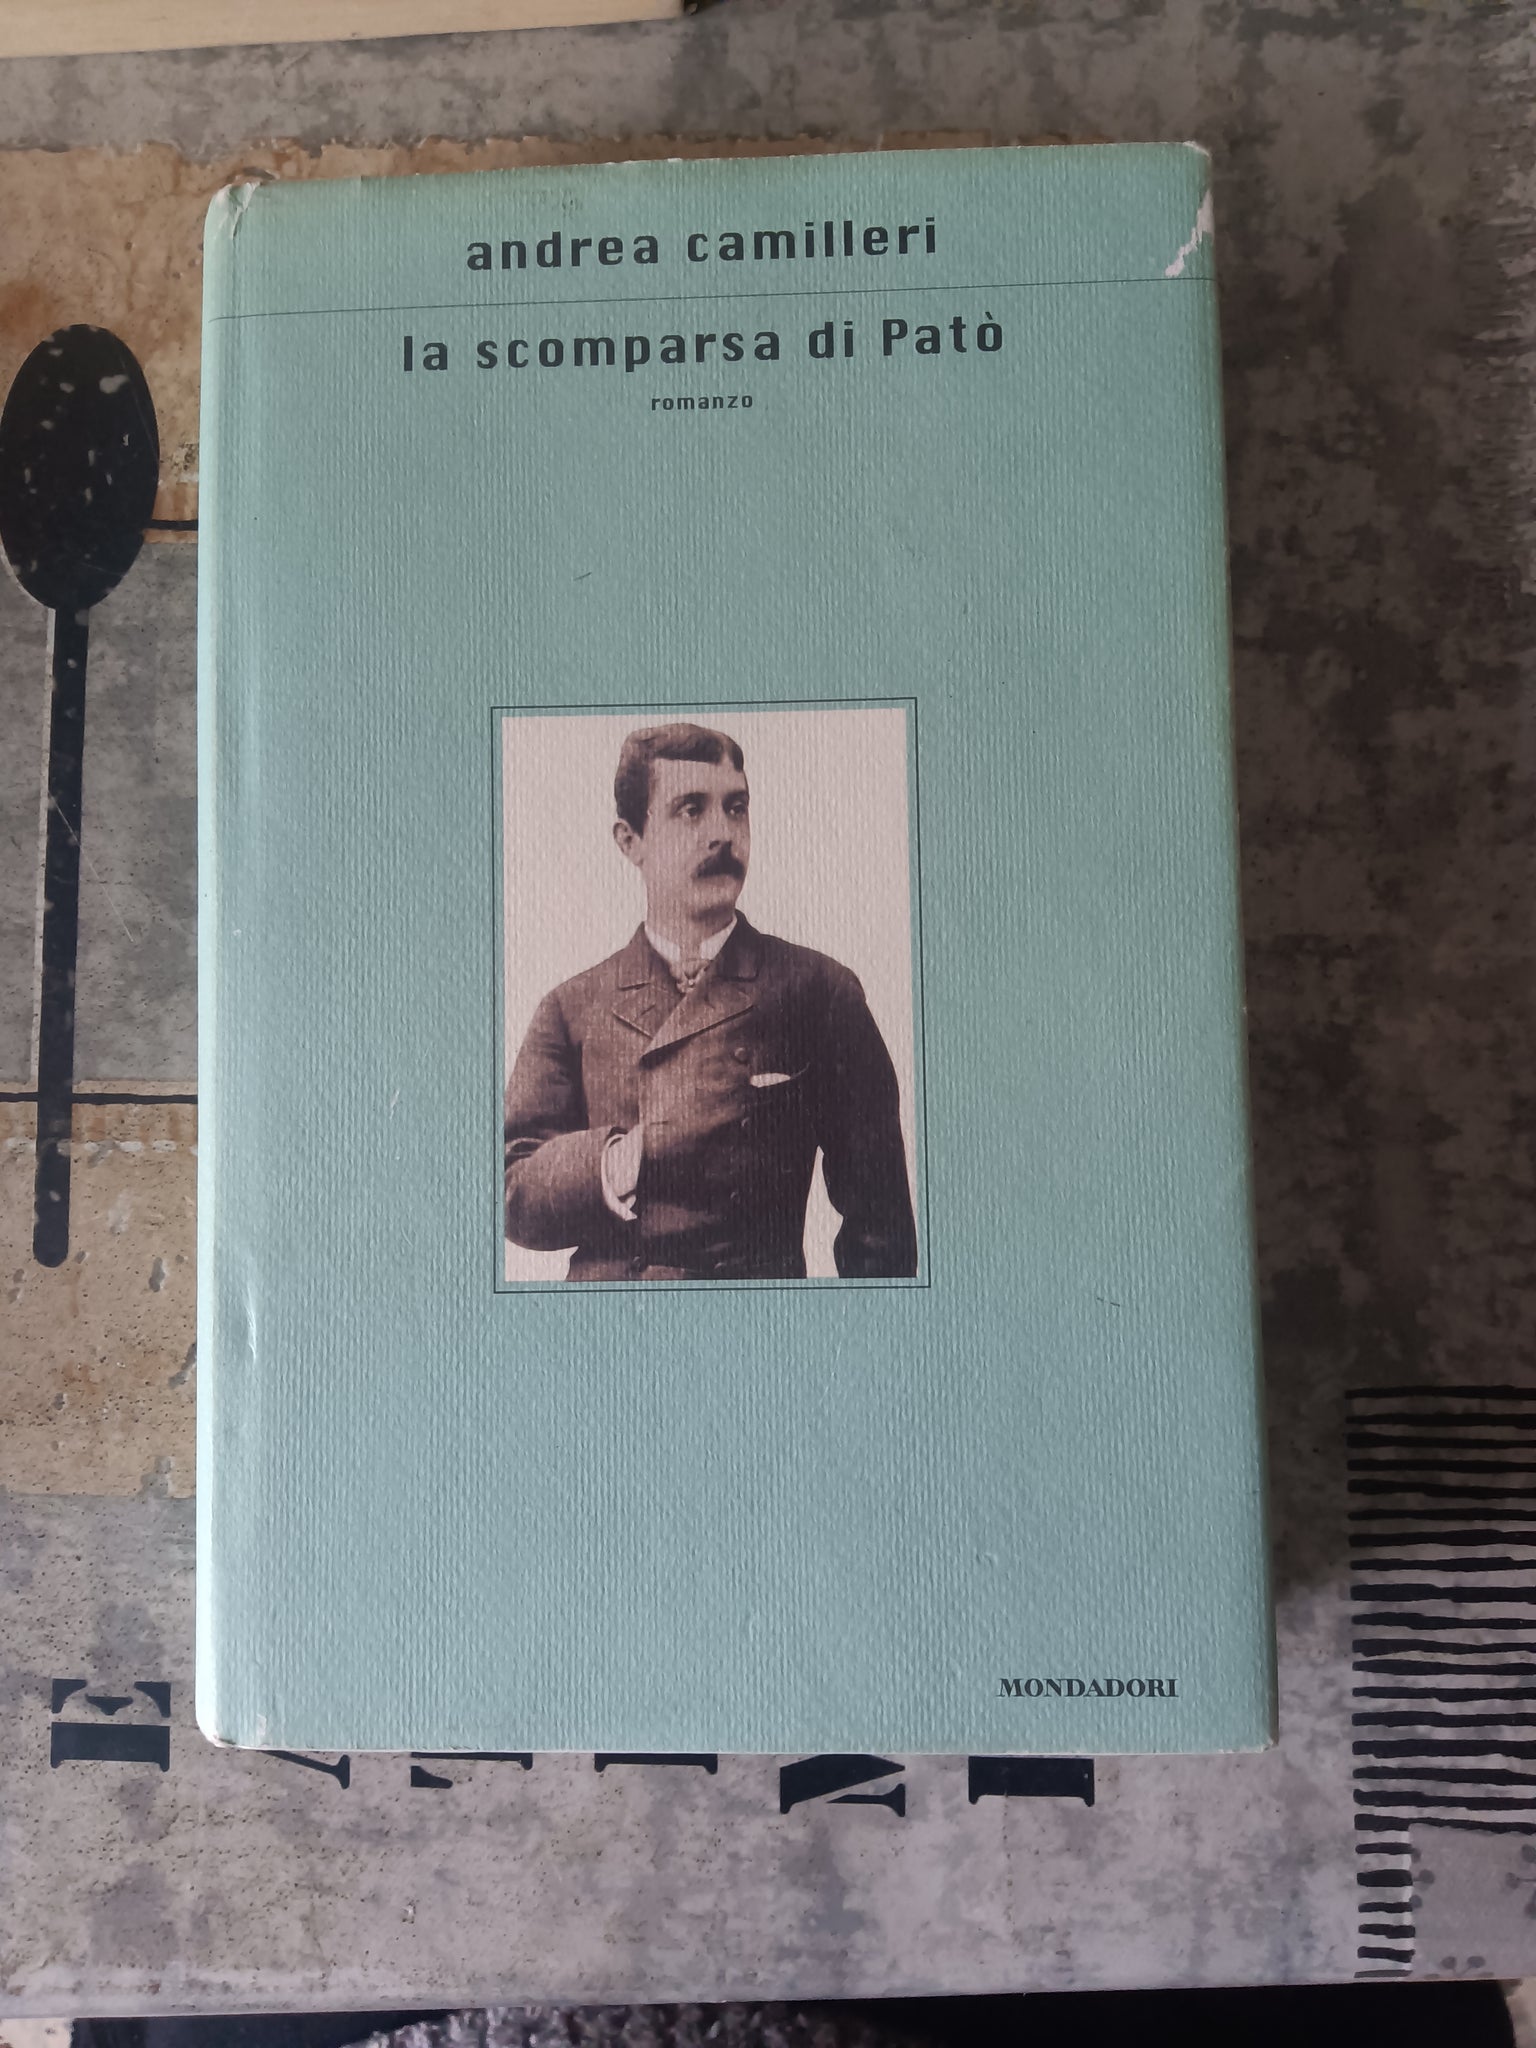 andrea camilleri
la scomparsa di Patò
romanzo
MONDADORI